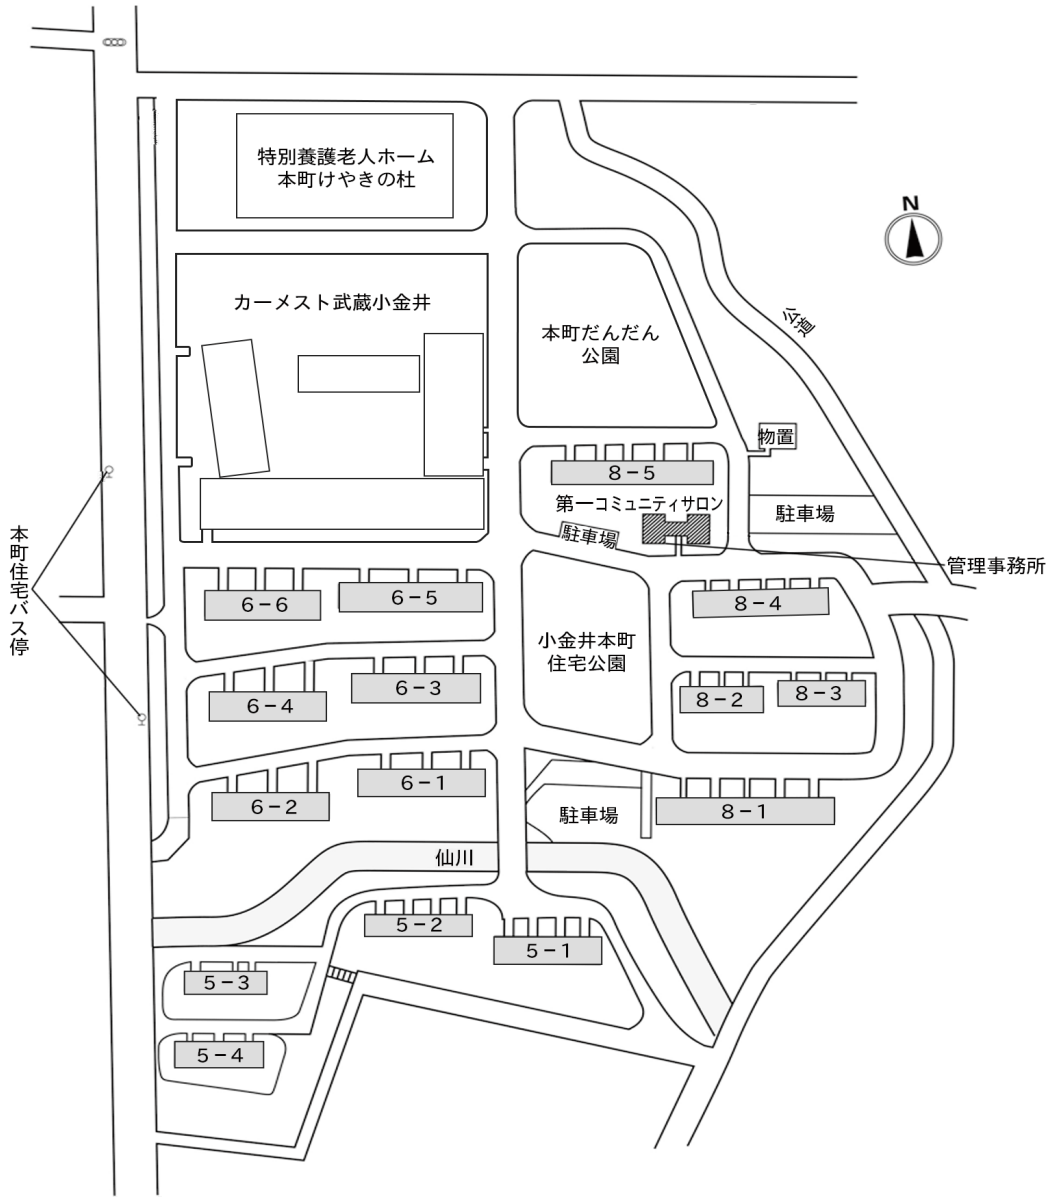 特別養護老人ホーム
本町けやきの杜
N
カーメスト武蔵小金井
公道
本町だんだん
公園
物置
8－5
第一コミュニティサロン
駐車場
駐車場
管理事務所
本町住宅バス停
6－6
6－5
8－4
小金井本町
住宅公園
6－4
6－3
8－2
8－3
6－2
6－1
駐車場
8－1
仙川
5－2
5－1
5－3
5－4